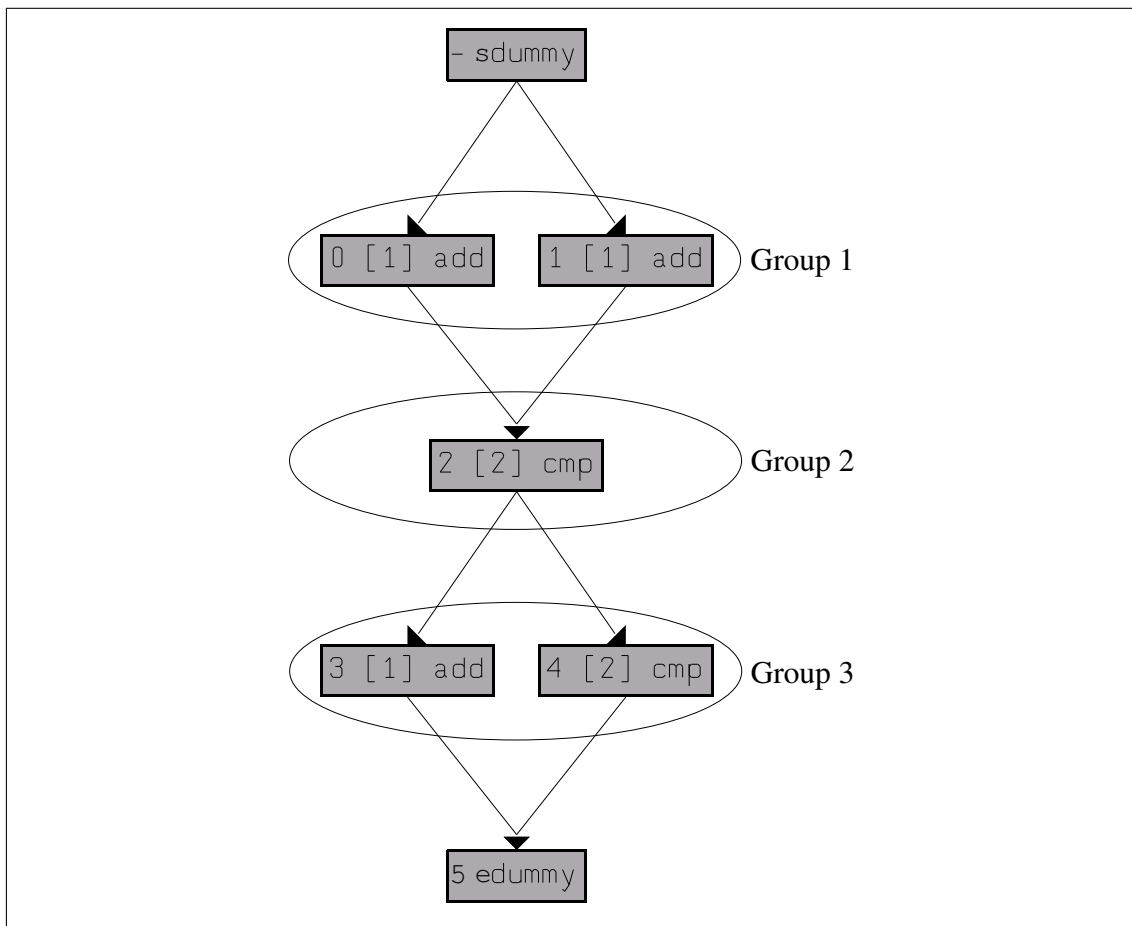 - sdummy
0 [1] add
1 [1] add
Group 1
2 [2] cmp
Group 2
3 [1] add
4 [2] cmp
Group 3
5 edummy